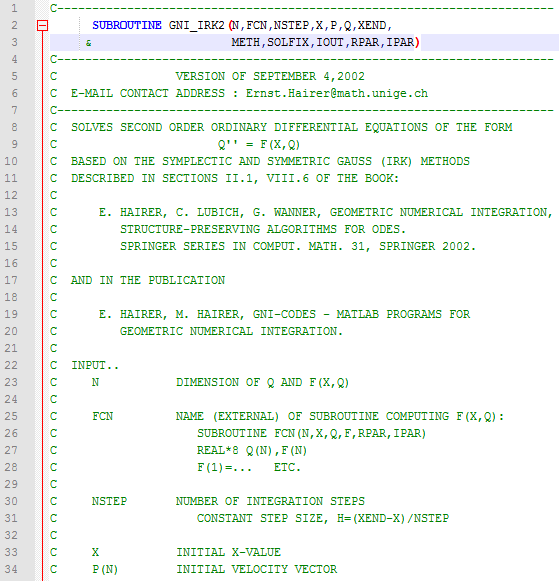 1 C-----------------------------------------------------------------------
2       SUBROUTINE GNI_IRK2(N,FCN,NSTEP,X,P,Q,XEND,
3      &                    METH,SOLFIX,IOUT,RPAR,IPAR)
4 C-----------------------------------------------------------------------
5 C                 VERSION OF SEPTEMBER 4,2002
6 C  E-MAIL CONTACT ADDRESS : Ernst.Hairer@math.unige.ch
7 C-----------------------------------------------------------------------
8 C  SOLVES SECOND ORDER ORDINARY DIFFERENTIAL EQUATIONS OF THE FORM
9 C                       Q'' = F(X,Q)
10 C  BASED ON THE SYMPLECTIC AND SYMMETRIC GAUSS (IRK) METHODS
11 C  DESCRIBED IN SECTIONS II.1, VIII.6 OF THE BOOK:
12 C
13 C      E. HAIRER, C. LUBICH, G. WANNER, GEOMETRIC NUMERICAL INTEGRATION,
14 C         STRUCTURE-PRESERVING ALGORITHMS FOR ODES.
15 C         SPRINGER SERIES IN COMPUT. MATH. 31, SPRINGER 2002.
16 C
17 C  AND IN THE PUBLICATION
18 C
19 C      E. HAIRER, M. HAIRER, GNI-CODES - MATLAB PROGRAMS FOR
20 C         GEOMETRIC NUMERICAL INTEGRATION.
21 C
22 C  INPUT..
23 C     N           DIMENSION OF Q AND F(X,Q)
24 C
25 C     FCN         NAME (EXTERNAL) OF SUBROUTINE COMPUTING F(X,Q):
26 C                    SUBROUTINE FCN(N,X,Q,F,RPAR,IPAR)
27 C                    REAL*8 Q(N),F(N)
28 C                    F(1)=...   ETC.
29 C
30 C     NSTEP       NUMBER OF INTEGRATION STEPS
31 C                    CONSTANT STEP SIZE, H=(XEND-X)/NSTEP
32 C
33 C     X           INITIAL X-VALUE
34 C     P(N)        INITIAL VELOCITY VECTOR